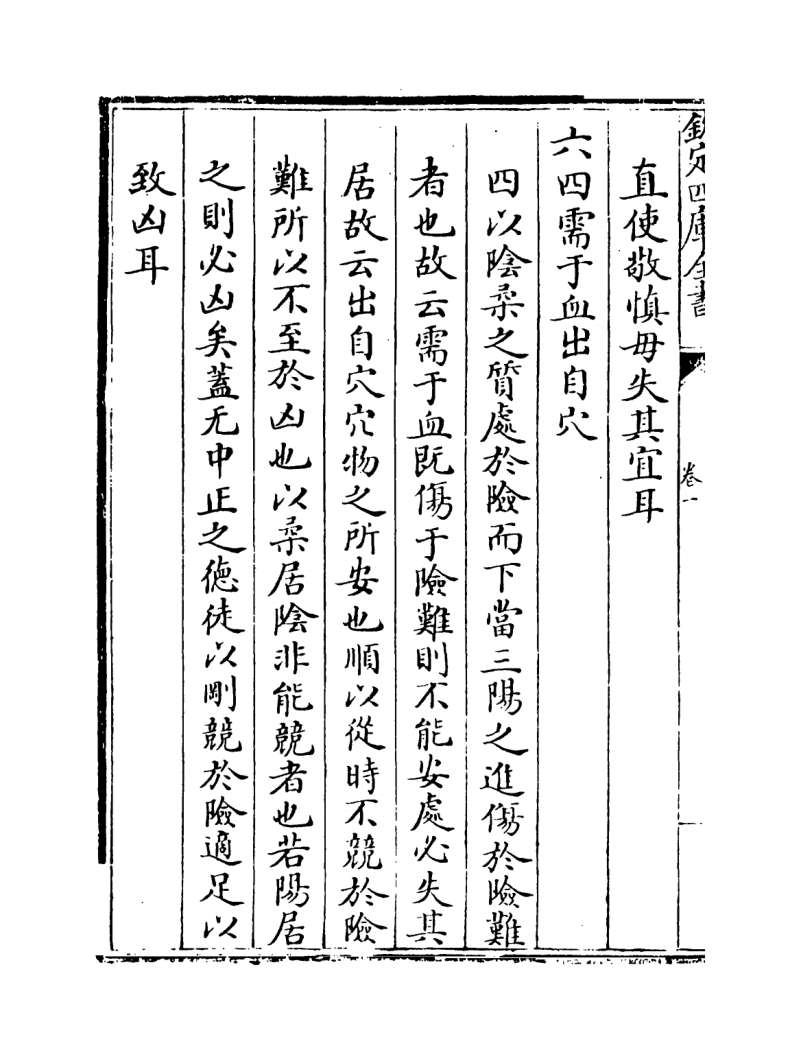 欽定四庫全書
卷一
直使敬慎毋失其宜耳
六四需于血出自穴
四以陰柔之質處於險而下當三陽之進傷於險難
者也故云需于血既傷于險難則不能安處必失其
居故云出自穴穴物之所安也順以從時不競於險
難所以不至於凶也以柔居陰非能競者也若陽居
之則必凶矣蓋无中正之德徒以剛競於險適足以
致凶耳